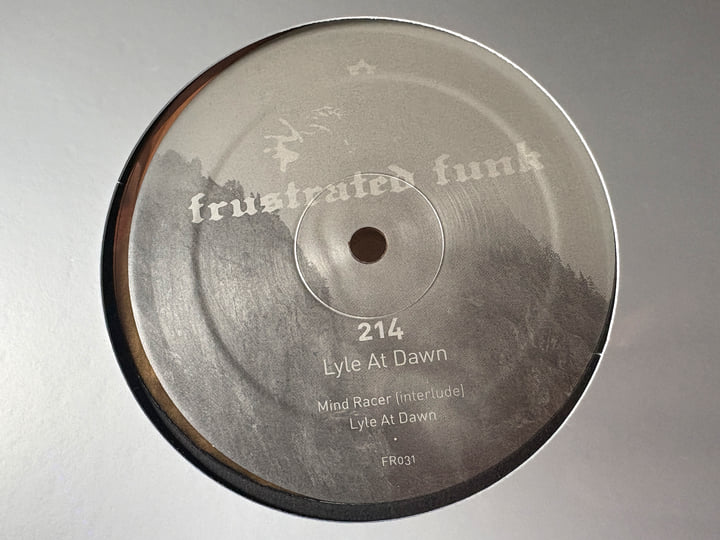 frustrated funk
214
Lyle At Dawn
Mind Racer (interlude)
Lyle At Dawn
FR031